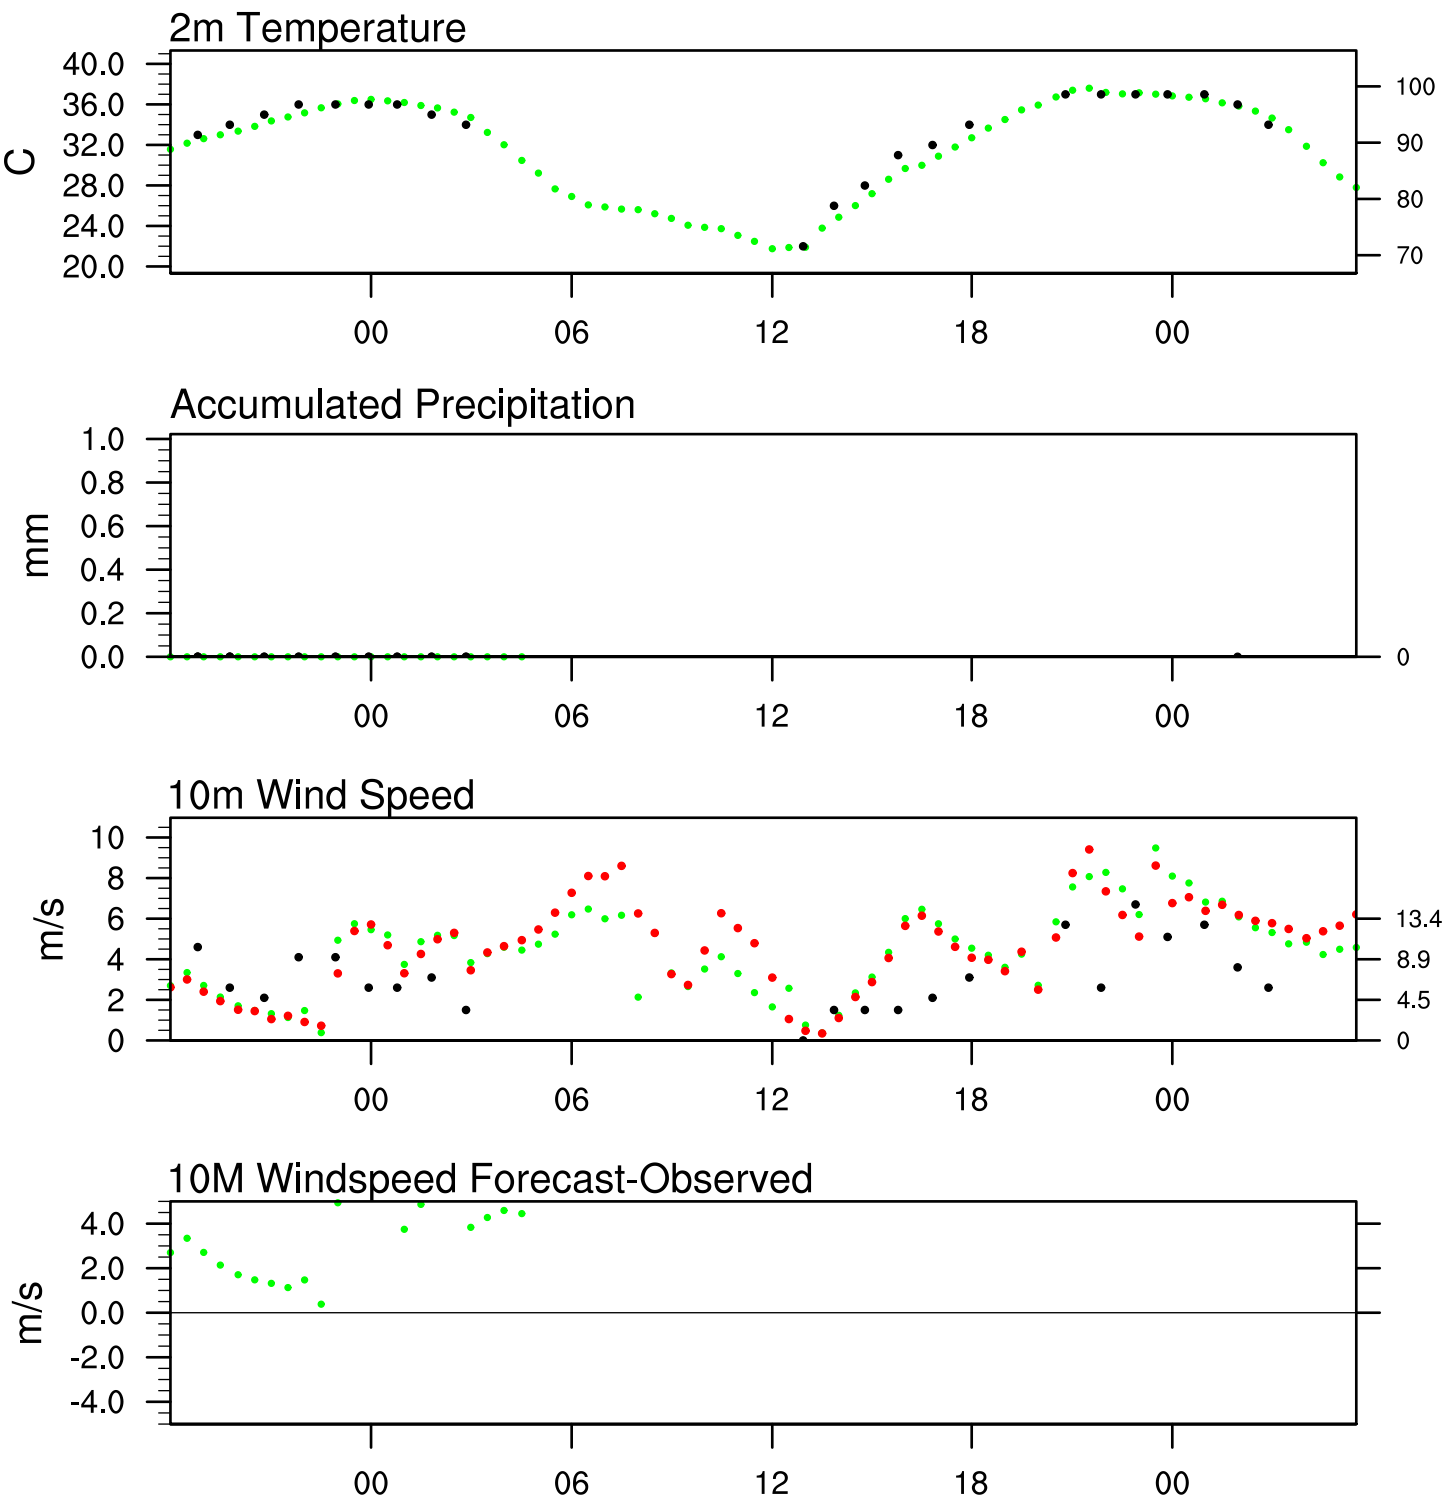 2m Temperature
40.0
36.0
32.0
28.0
24.0
20.0
C
100
90
80
70
00 06 12 18 00
Accumulated Precipitation
1.0
0.8
0.6
0.4
0.2
0.0
mm
0
00 06 12 18 00
10m Wind Speed
10
8
6
4
2
0
m/s
13.4
8.9
4.5
0
00 06 12 18 00
10M Windspeed Forecast-Observed
4.0
2.0
0.0
-2.0
-4.0
m/s
00 06 12 18 00